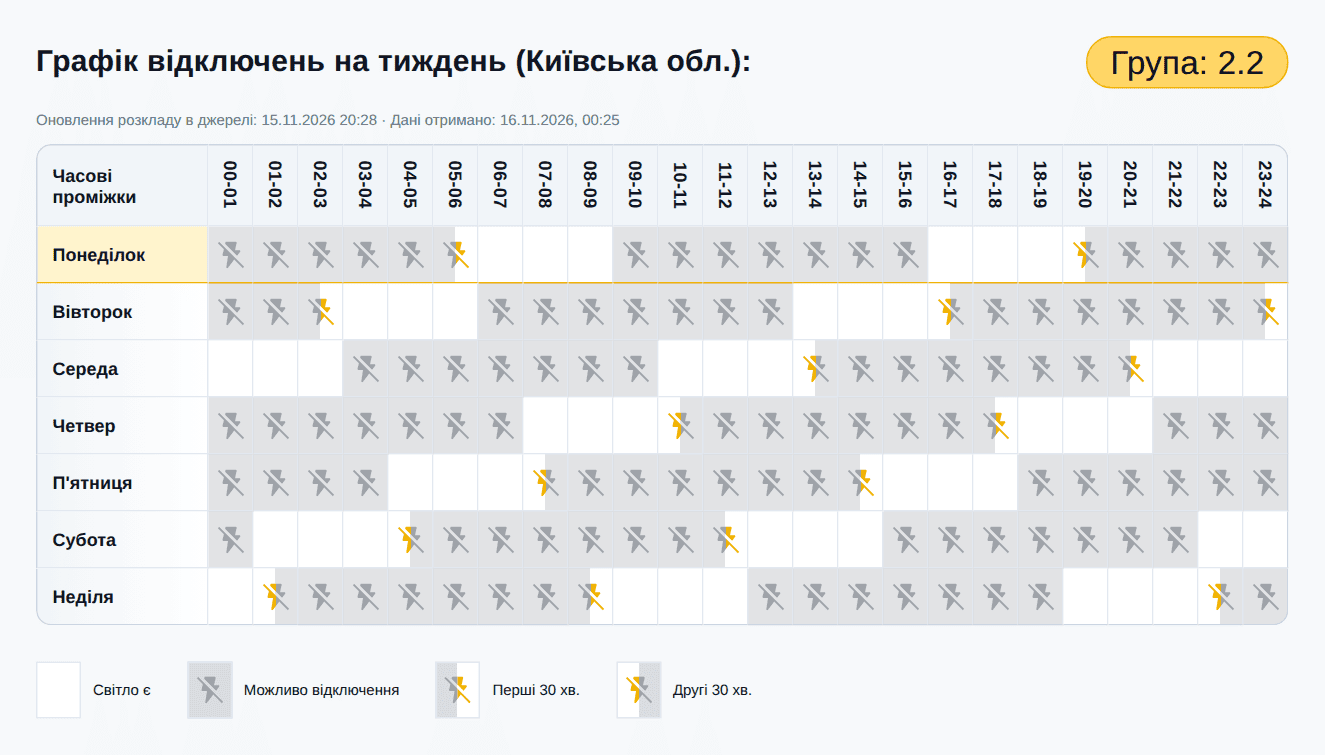 Графік відключень на тиждень (Київська обл.):
Група: 2.2
Оновлення розкладу в джерелі: 15.11.2026 20:28 · Дані отримано: 16.11.2026, 00:25
Часові
проміжки
00-01 01-02 02-03 03-04 04-05 05-06 06-07 07-08 08-09 09-10 10-11 11-12 12-13 13-14 14-15 15-16 16-17 17-18 18-19 19-20 20-21 21-22 22-23 23-24
Понеділок
Вівторок
Середа
Четвер
П'ятниця
Субота
Неділя
Світло є
Можливо відключення
Перші 30 хв.
Другі 30 хв.